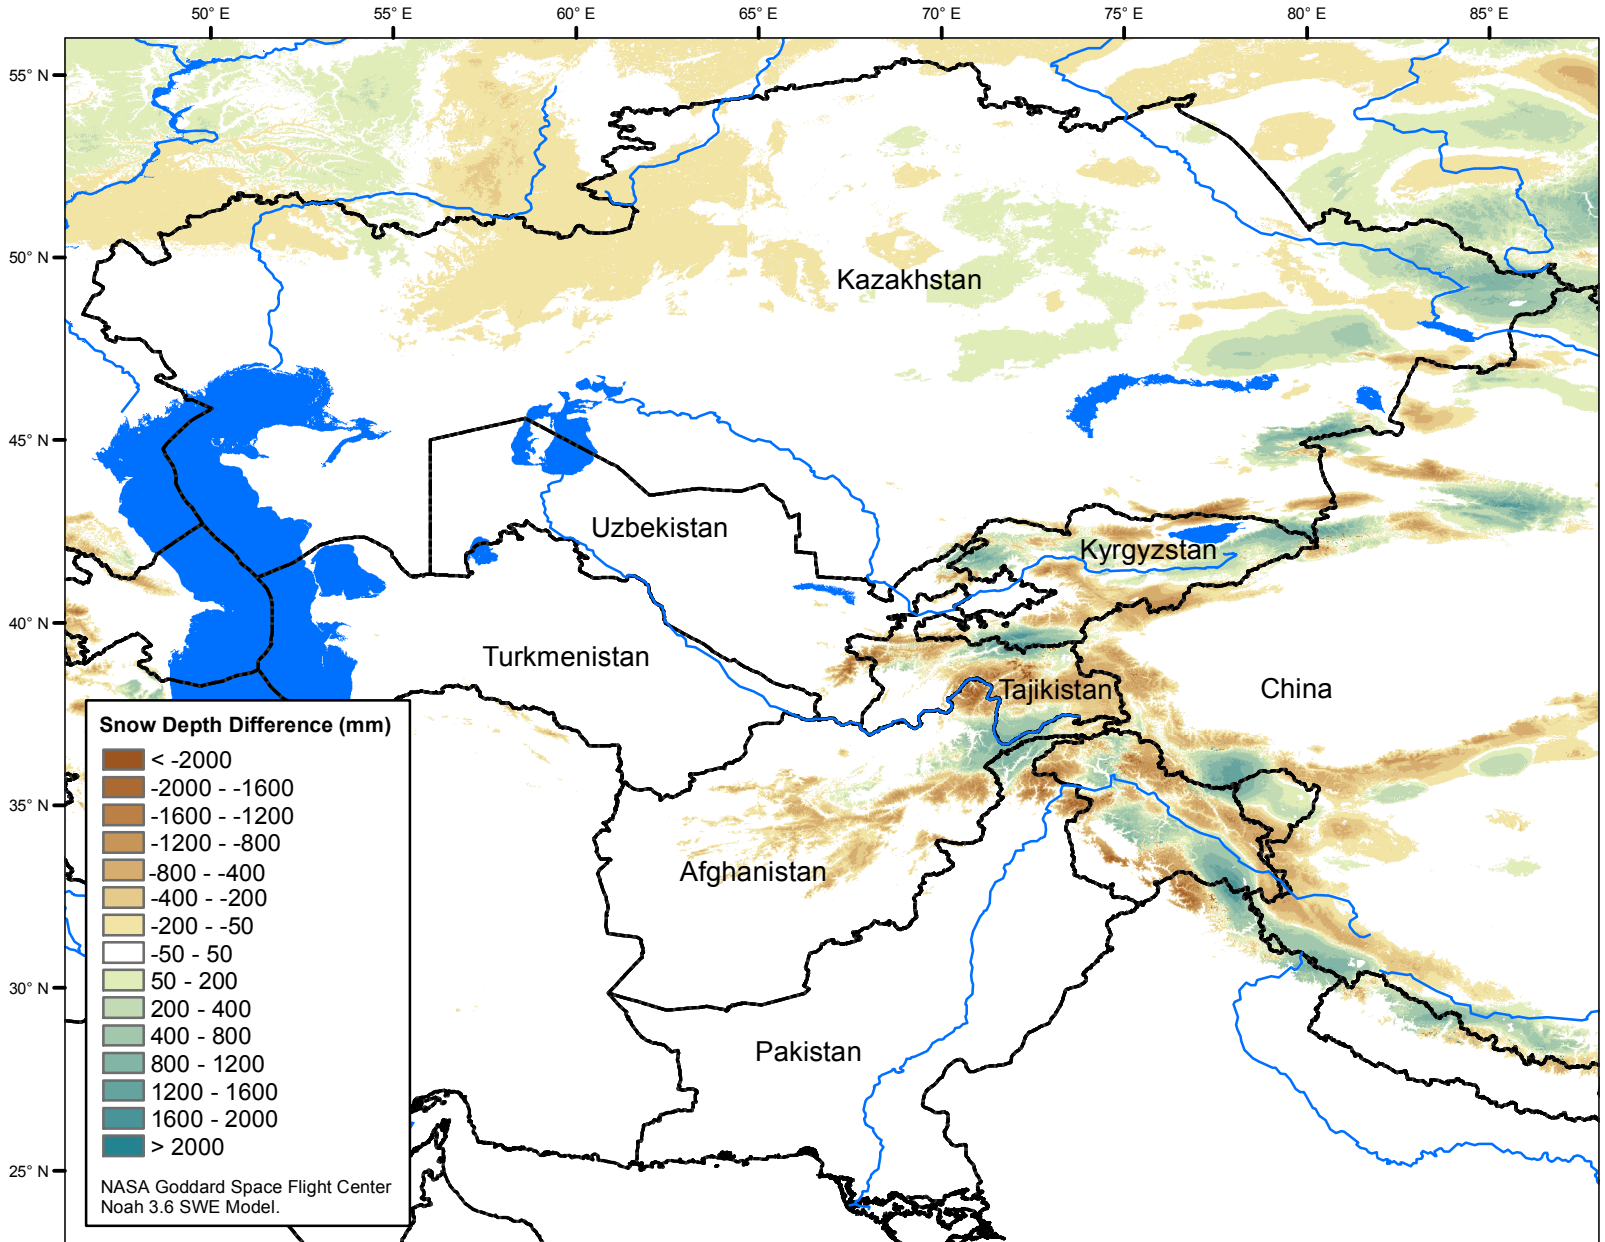 50° E 55° E 60° E 65° E 70° E 75° E 80° E 85° E
55° N
50° N
Kazakhstan
45° N
Uzbekistan
Kyrgyzstan
40° N
Turkmenistan
Tajikistan
China
Snow Depth Difference (mm)
< -2000
-2000 - -1600
-1600 - -1200
-1200 - -800
-800 - -400
-400 - -200
-200 - -50
-50 - 50
50 - 200
200 - 400
400 - 800
800 - 1200
1200 - 1600
1600 - 2000
> 2000
NASA Goddard Space Flight Center
Noah 3.6 SWE Model.
35° N
Afghanistan
30° N
Pakistan
25° N